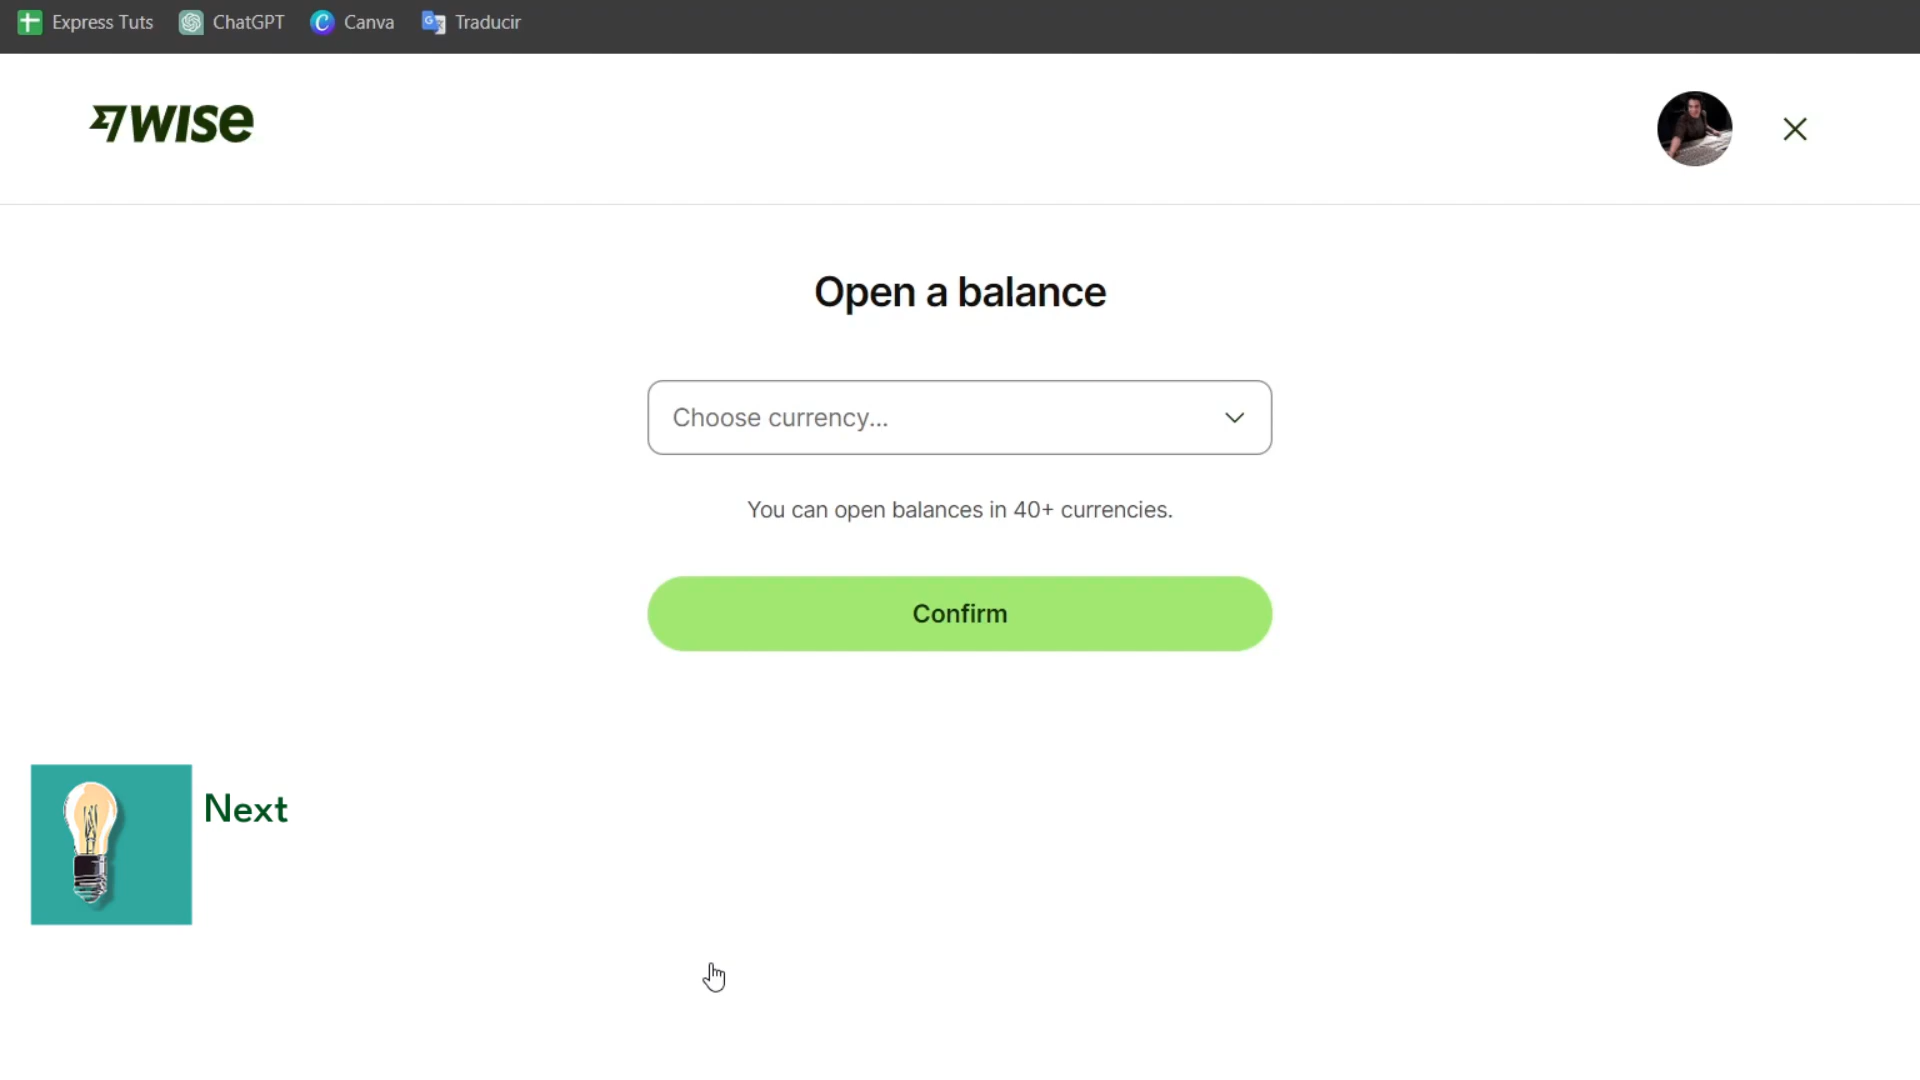 Express Tuts ChatGPT Canva Traducir
WISE
Open a balance
Choose currency...
You can open balances in 40+ currencies.
Confirm
Next